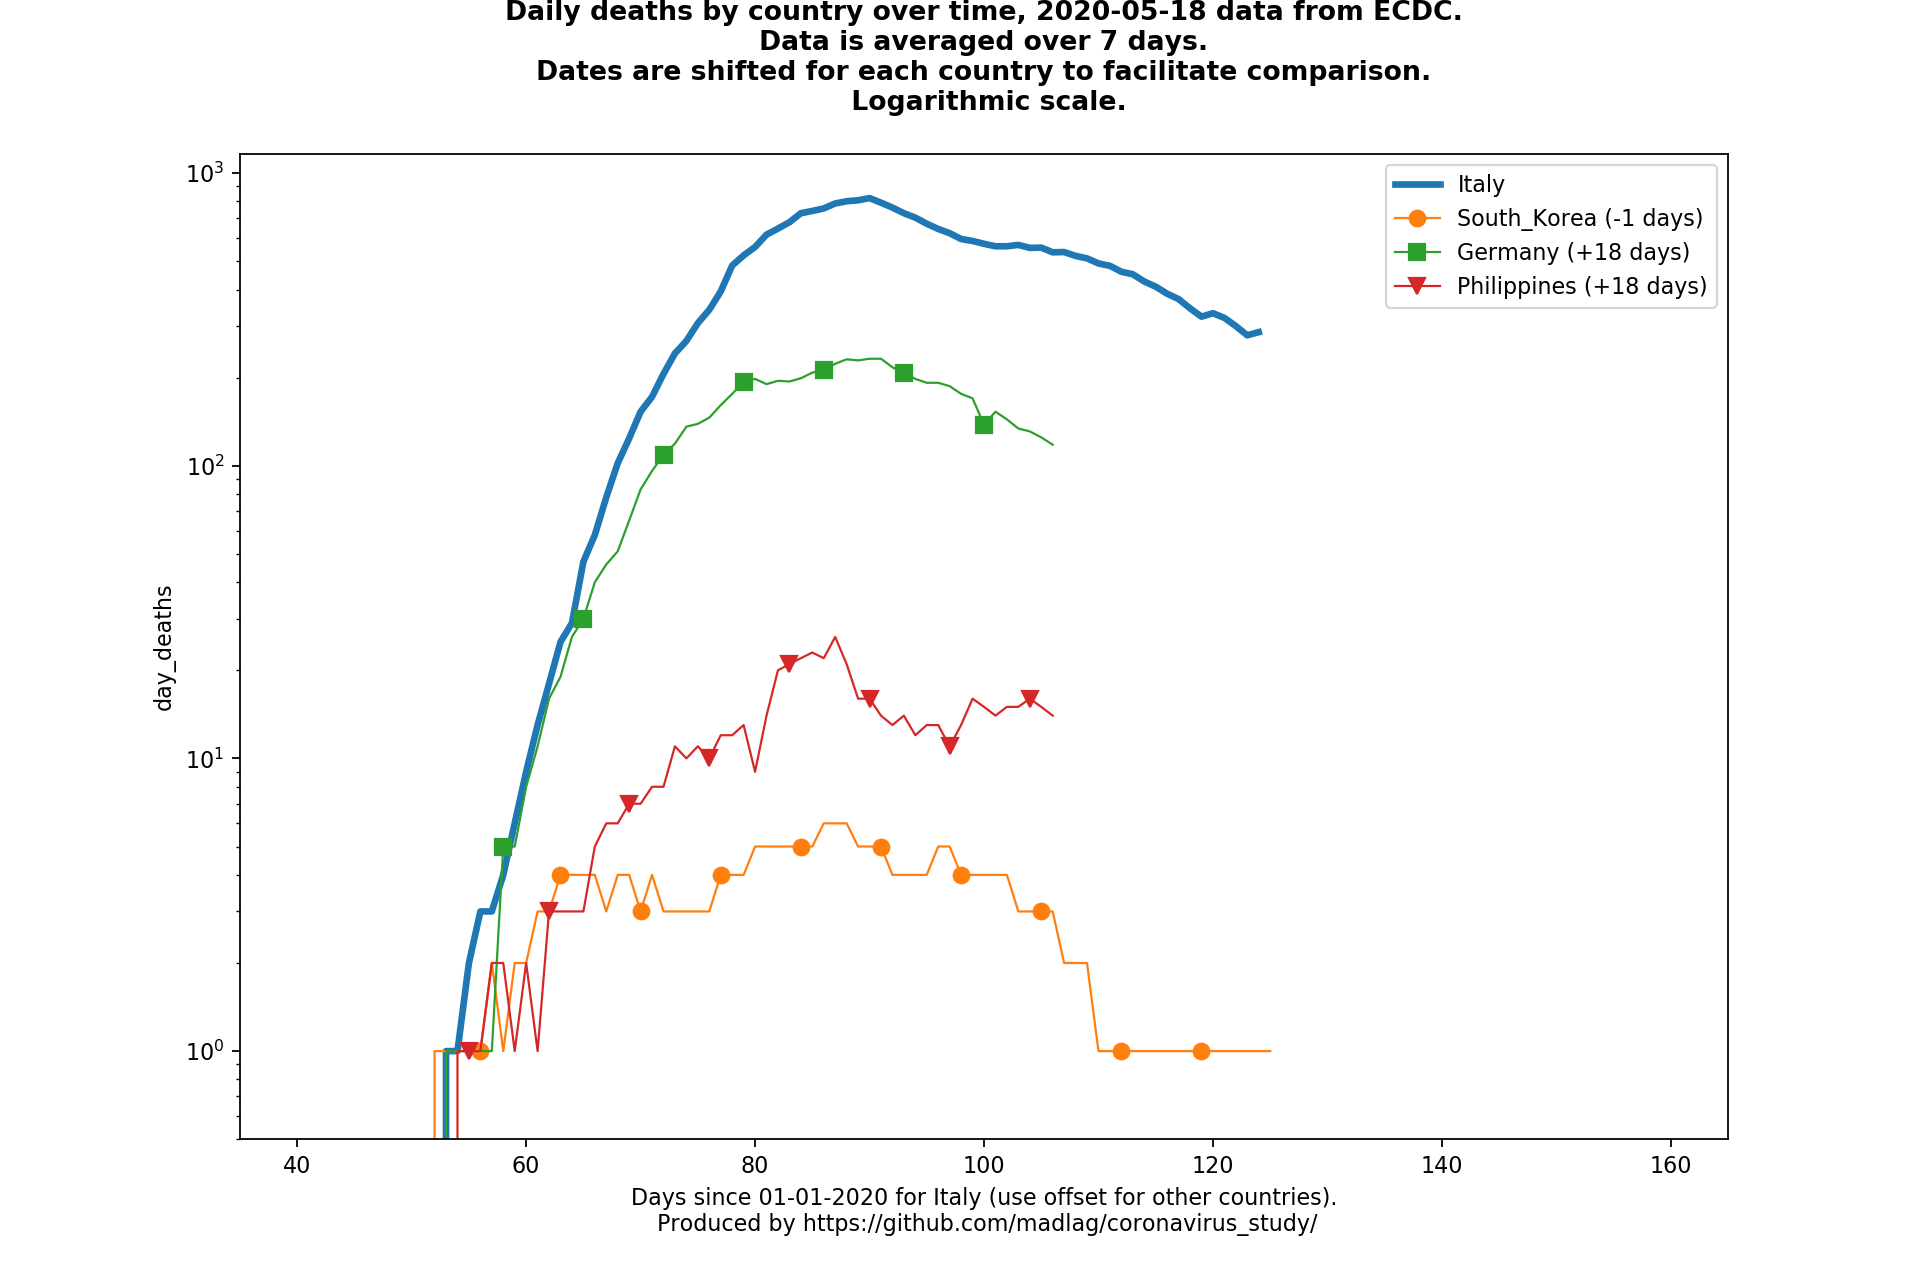 Daily deaths by country over time, 2020-05-18 data from ECDC.
Data is averaged over 7 days.
Dates are shifted for each country to facilitate comparison.
Logarithmic scale.
10³
10²
10¹
10⁰
day_deaths
Italy
South_Korea (-1 days)
Germany (+18 days)
Philippines (+18 days)
40 60 80 100 120 140 160
Days since 01-01-2020 for Italy (use offset for other countries).
Produced by https://github.com/madlag/coronavirus_study/